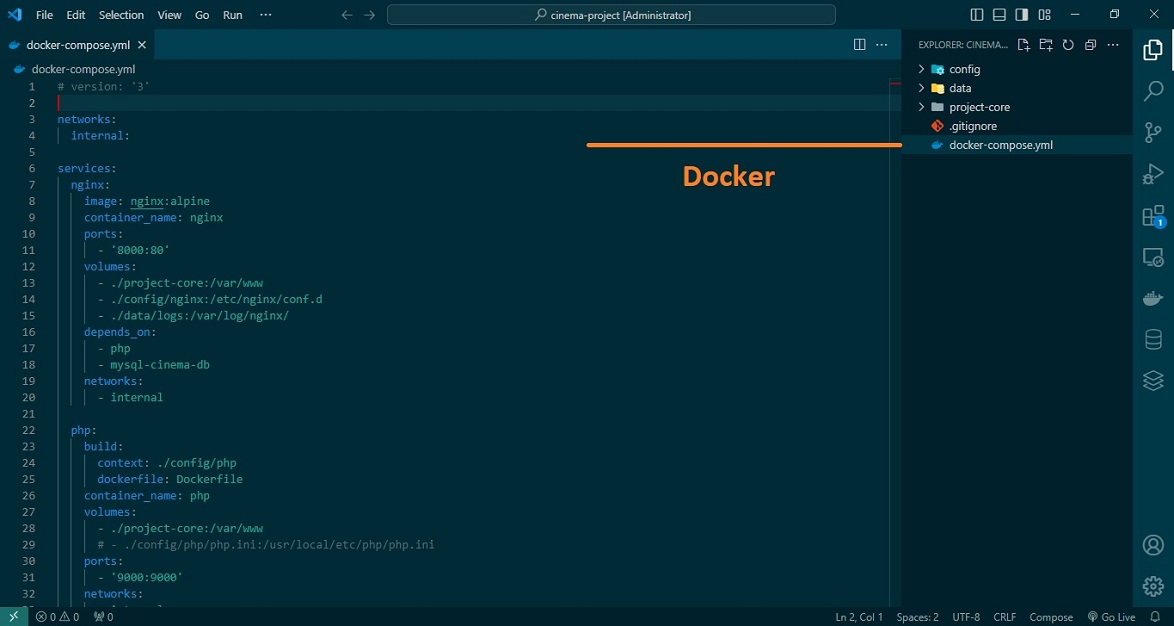 File Edit Selection View Go Run ··· cinema-project [Administrator]
docker-compose.yml
EXPLORER: CINEMA...
docker-compose.yml
1 # version: '3'
2
3 networks:
4 internal:
5
6 services:
7 nginx:
8 image: nginx:alpine
9 container_name: nginx
10 ports:
11 - '8000:80'
12 volumes:
13 - ./project-core:/var/www
14 - ./config/nginx:/etc/nginx/conf.d
15 - ./data/logs:/var/log/nginx/
16 depends_on:
17 - php
18 - mysql-cinema-db
19 networks:
20 - internal
21
22 php:
23 build:
24 context: ./config/php
25 dockerfile: Dockerfile
26 container_name: php
27 volumes:
28 - ./project-core:/var/www
29 # - ./config/php/php.ini:/usr/local/etc/php/php.ini
30 ports:
31 - '9000:9000'
32 networks:
Docker
config
data
project-core
.gitignore
docker-compose.yml
1
0 0 0
Ln 2, Col 1 Spaces: 2 UTF-8 CRLF Compose Go Live